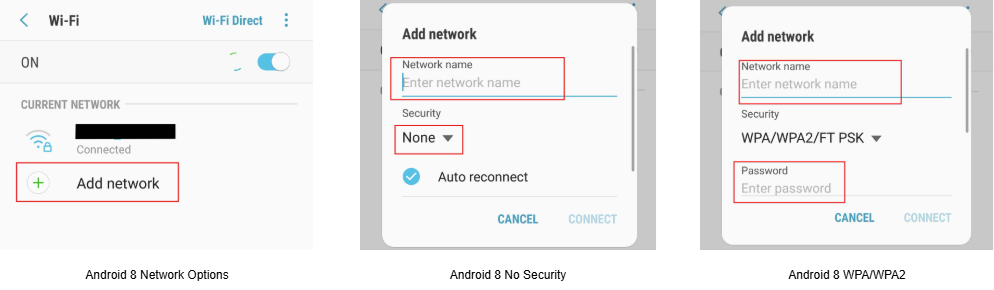 Wi-Fi
Wi-Fi Direct
ON
CURRENT NETWORK
Connected
Add network
Android 8 Network Options
Add network
Network name
Enter network name
Security
None
Auto reconnect
CANCEL
CONNECT
Android 8 No Security
Add network
Network name
Enter network name
Security
WPA/WPA2/FT PSK
Password
Enter password
CANCEL
CONNECT
Android 8 WPA/WPA2